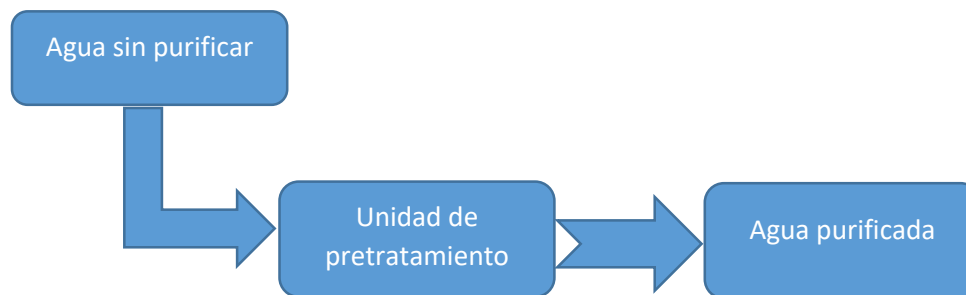 Agua sin purificar
Unidad de
pretratamiento
Agua purificada